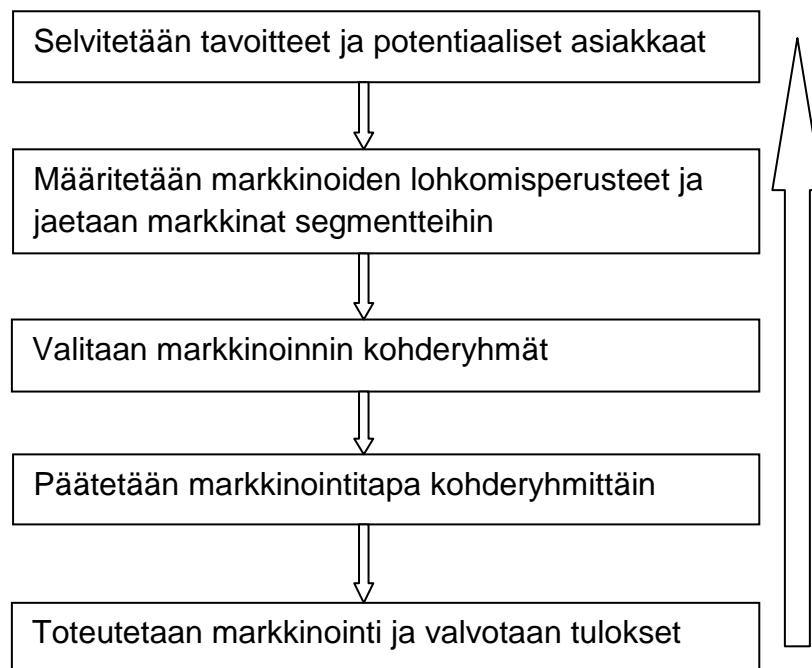 Selvitetään tavoitteet ja potentiaaliset asiakkaat
Määritetään markkinoiden lohkomisperusteet ja
jaetaan markkinat segmentteihin
Valitaan markkinoinnin kohderyhmät
Päätetään markkinointitapa kohderyhmittäin
Toteutetaan markkinointi ja valvotaan tulokset